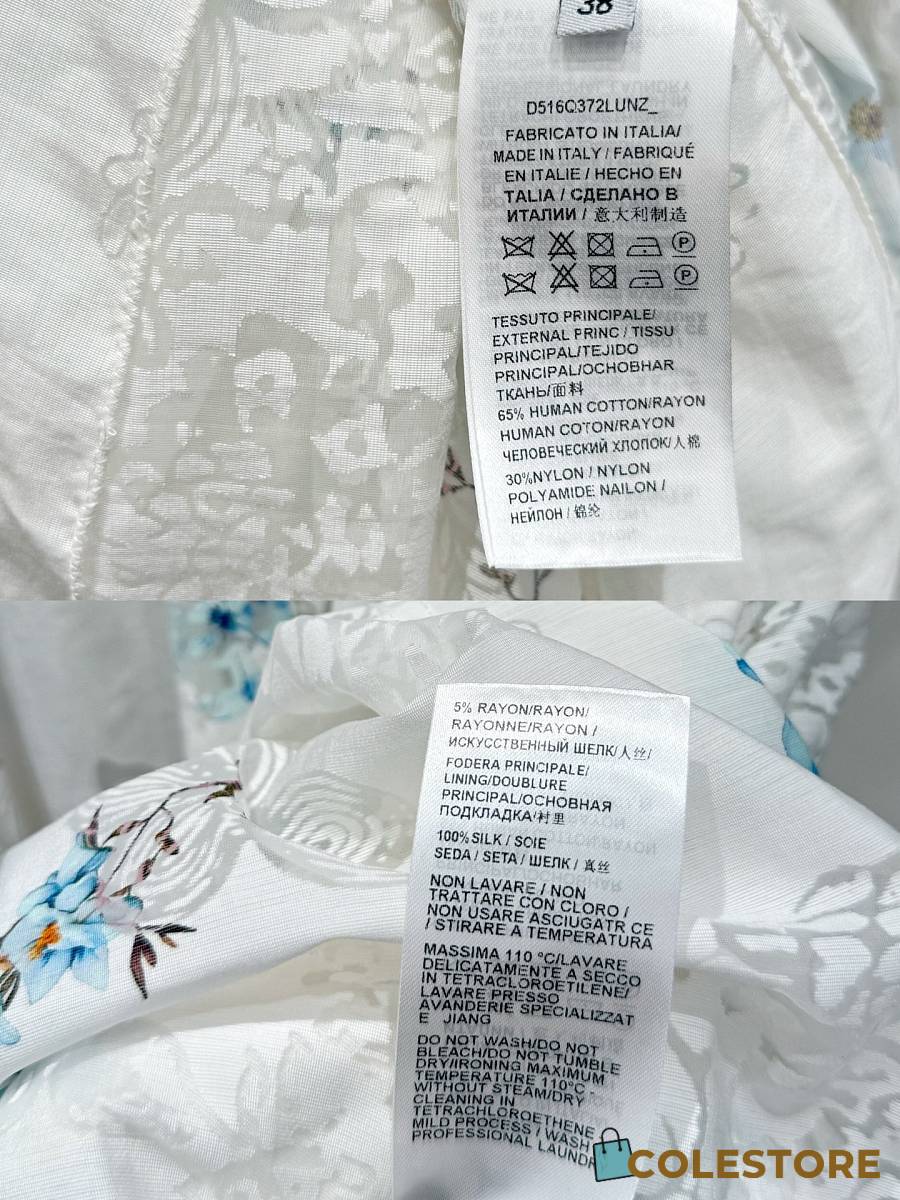 38
D516Q372LUNZ_
FABRICATO IN ITALIA/
MADE IN ITALY / FABRIQUÉ
EN ITALIE / HECHO EN
TALIA / СДЕЛАНО В
ИТАЛИИ / 意大利制造
P
P
TESSUTO PRINCIPALE/
EXTERNAL PRINC / TISSU
PRINCIPAL/TEJIDO
PRINCIPAL/ОСНОВНАЯ
ТКАНЬ/面料
65% HUMAN COTTON/RAYON
HUMAN COTON/RAYON
ЧЕЛОВЕЧЕСКИЙ ХЛОПОК/人棉
30%NYLON / NYLON
POLYAMIDE NAILON /
НЕЙЛОН / 锦纶
5% RAYON/RAYON/
RAYONNE/RAYON /
ИСКУССТВЕННЫЙ ШЕЛК/人丝/
FODERA PRINCIPALE/
LINING/DOUBLURE
PRINCIPAL/ОСНОВНАЯ
ПОДКЛАДКА/村里
100% SILK / SOIE
SEDA / SETA / ШЕЛК / 真丝
NON LAVARE / NON
TRATTARE CON CLORO /
NON USARE ASCIUGATR CE
/ STIRARE A TEMPERATURA
MASSIMA 110 °C/LAVARE
DELICATAMENTE A SECCO
IN TETRACLOROETILENE/
LAVARE PRESSO
AVANDERIE SPECIALIZZAT
E JIANG
DO NOT WASH/DO NOT
BLEACH/DO NOT TUMBLE
DRY/IRONING MAXIMUM
TEMPERATURE 110°C
WITHOUT STEAM/DRY
CLEANING IN
TETRACHLOROETHENE
MILD PROCESS / WASH
PROFESSIONAL LAUNDR
COLESTORE